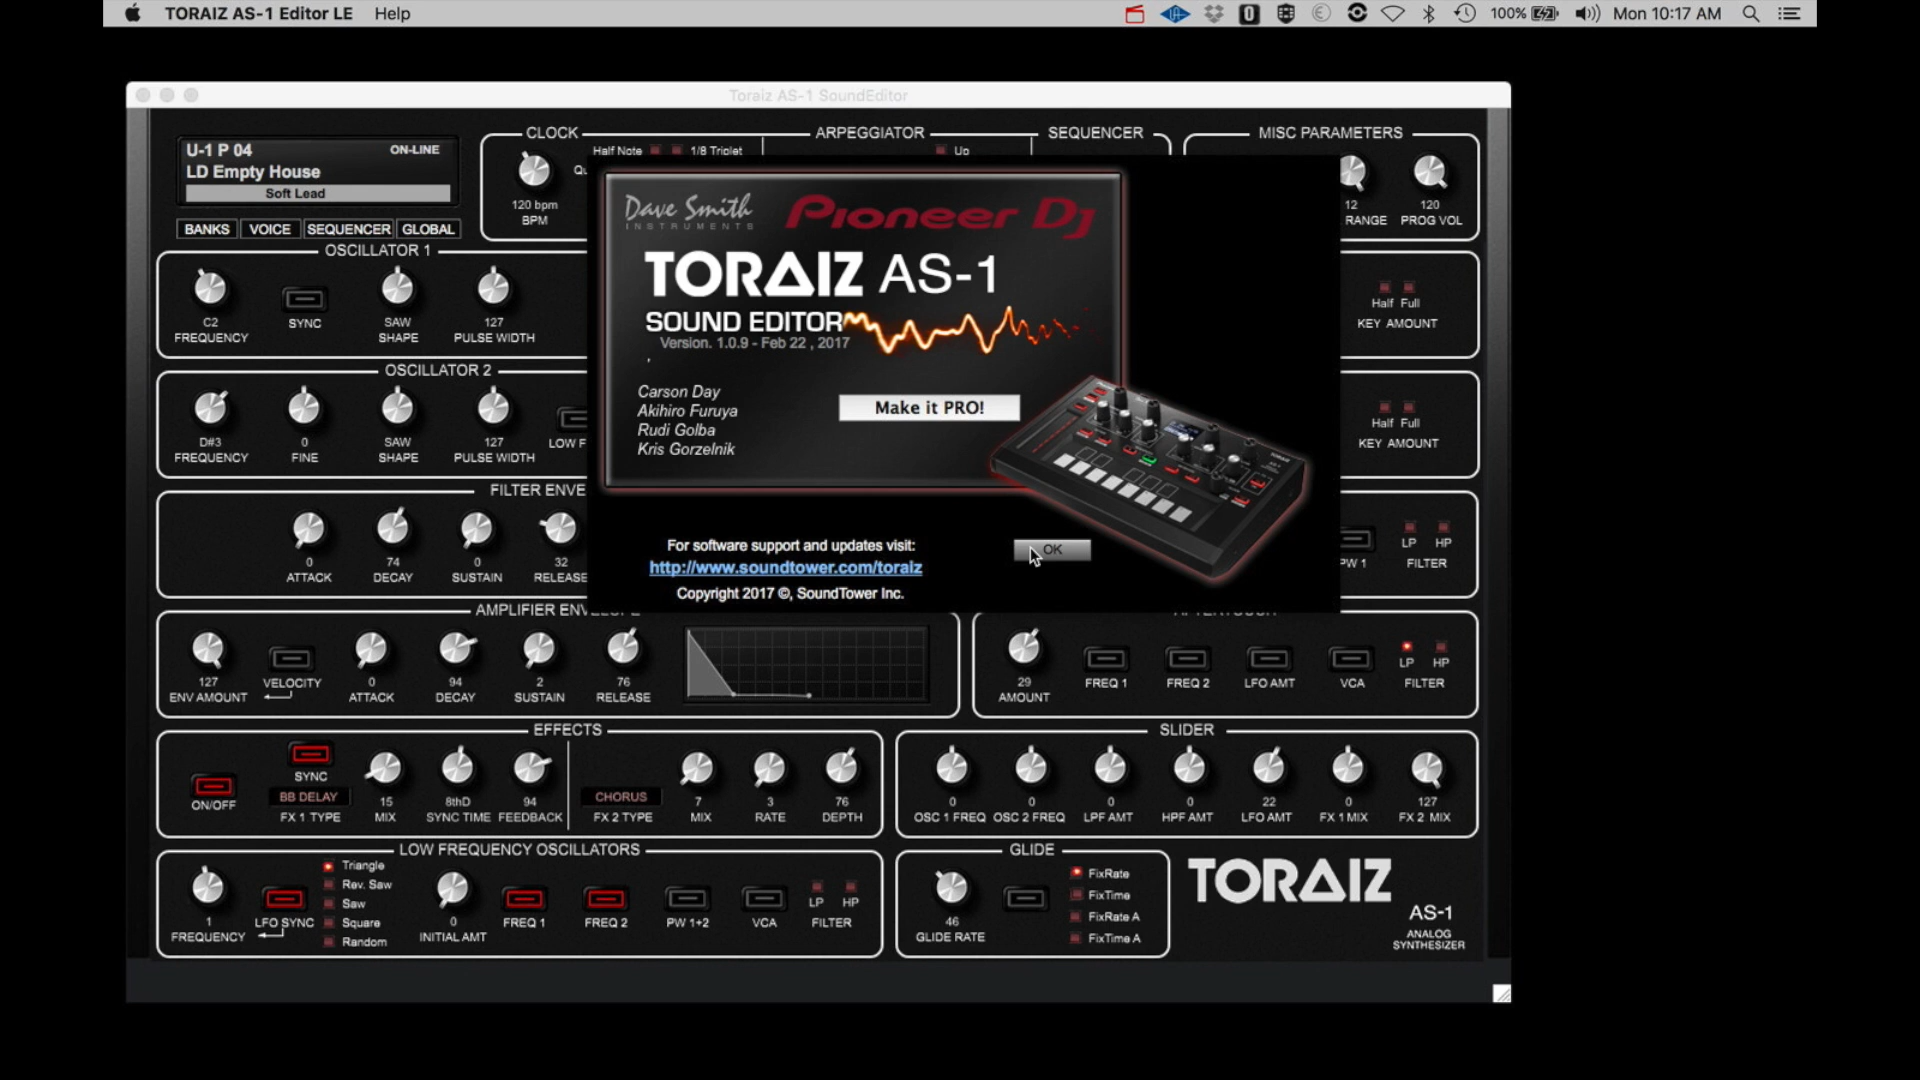 TORAIZ AS-1 Editor LE Help
100% Mon 10:17 AM
Toraiz AS-1 SoundEditor
U-1 P 04 ON-LINE
LD Empty House
Soft Lead
BANKS VOICE SEQUENCER GLOBAL
CLOCK ARPEGGIATOR SEQUENCER MISC PARAMETERS
Half Note 1/8 Triplet Up
120 bpm
BPM
12 120
RANGE PROG VOL
Dave Smith Pioneer Dj
INSTRUMENTS
TORAIZ AS-1
SOUND EDITOR
Version. 1.0.9 - Feb 22 , 2017
Carson Day
Akihiro Furuya
Rudi Golba
Kris Gorzelnik
Make it PRO!
For software support and updates visit:
http://www.soundtower.com/toraiz
Copyright 2017 ©, SoundTower Inc.
OK
OSCILLATOR 1
C2 SYNC SAW 127
FREQUENCY SHAPE PULSE WIDTH
Half Full
KEY AMOUNT
OSCILLATOR 2
D#3 0 SAW 127 LOW F
FREQUENCY FINE SHAPE PULSE WIDTH
Half Full
KEY AMOUNT
FILTER ENVE
0 74 0 32
ATTACK DECAY SUSTAIN RELEASE
PW 1 LP HP
FILTER
AMPLIFIER ENVELOPE
127 VELOCITY 0 94 2 76
ENV AMOUNT ATTACK DECAY SUSTAIN RELEASE
AFTERTOUCH
29 FREQ 1 FREQ 2 LFO AMT VCA LP HP
AMOUNT FILTER
EFFECTS
ON/OFF SYNC
BB DELAY 15 8thD 94 CHORUS 7 3 76
FX 1 TYPE MIX SYNC TIME FEEDBACK FX 2 TYPE MIX RATE DEPTH
SLIDER
0 0 0 0 22 0 127
OSC 1 FREQ OSC 2 FREQ LPF AMT HPF AMT LFO AMT FX 1 MIX FX 2 MIX
LOW FREQUENCY OSCILLATORS
Triangle
Rev. Saw
Saw
Square
Random
1 LFO SYNC 0 FREQ 1 FREQ 2 PW 1+2 VCA LP HP
FREQUENCY INITIAL AMT FILTER
GLIDE
FixRate
FixTime
FixRate A
FixTime A
46
GLIDE RATE
TORAIZ
AS-1
ANALOG
SYNTHESIZER